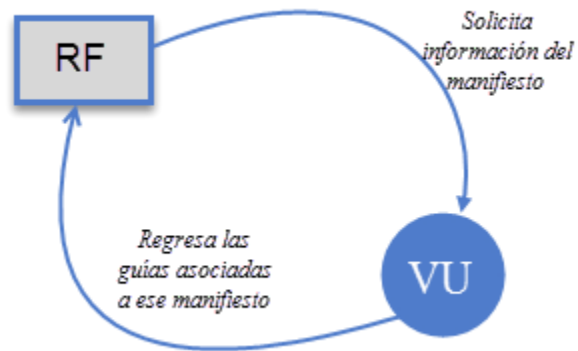 RF
Solicita
información del
manifiesto
Regresa las
guías asociadas
a ese manifiesto
VU